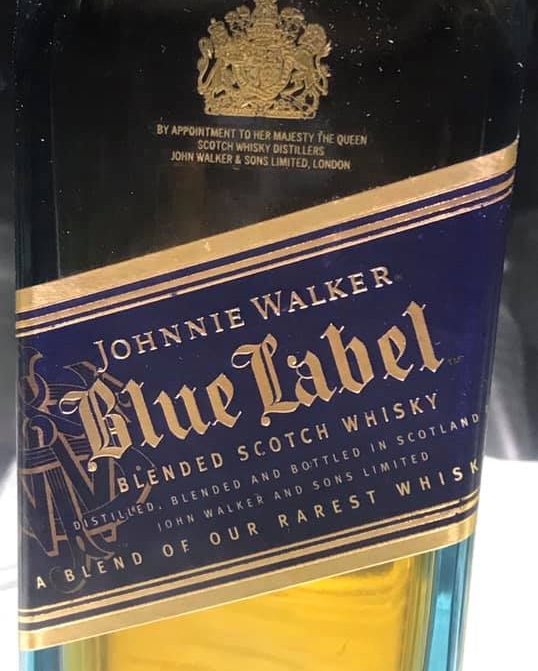 BY APPOINTMENT TO HER MAJESTY THE QUEEN
SCOTCH WHISKY DISTILLERS
JOHN WALKER & SONS LIMITED, LONDON
JOHNNIE WALKER
Blue Label™
BLENDED SCOTCH WHISKY
DISTILLED, BLENDED AND BOTTLED IN SCOTLAND
JOHN WALKER AND SONS LIMITED
A BLEND OF OUR RAREST WHISK